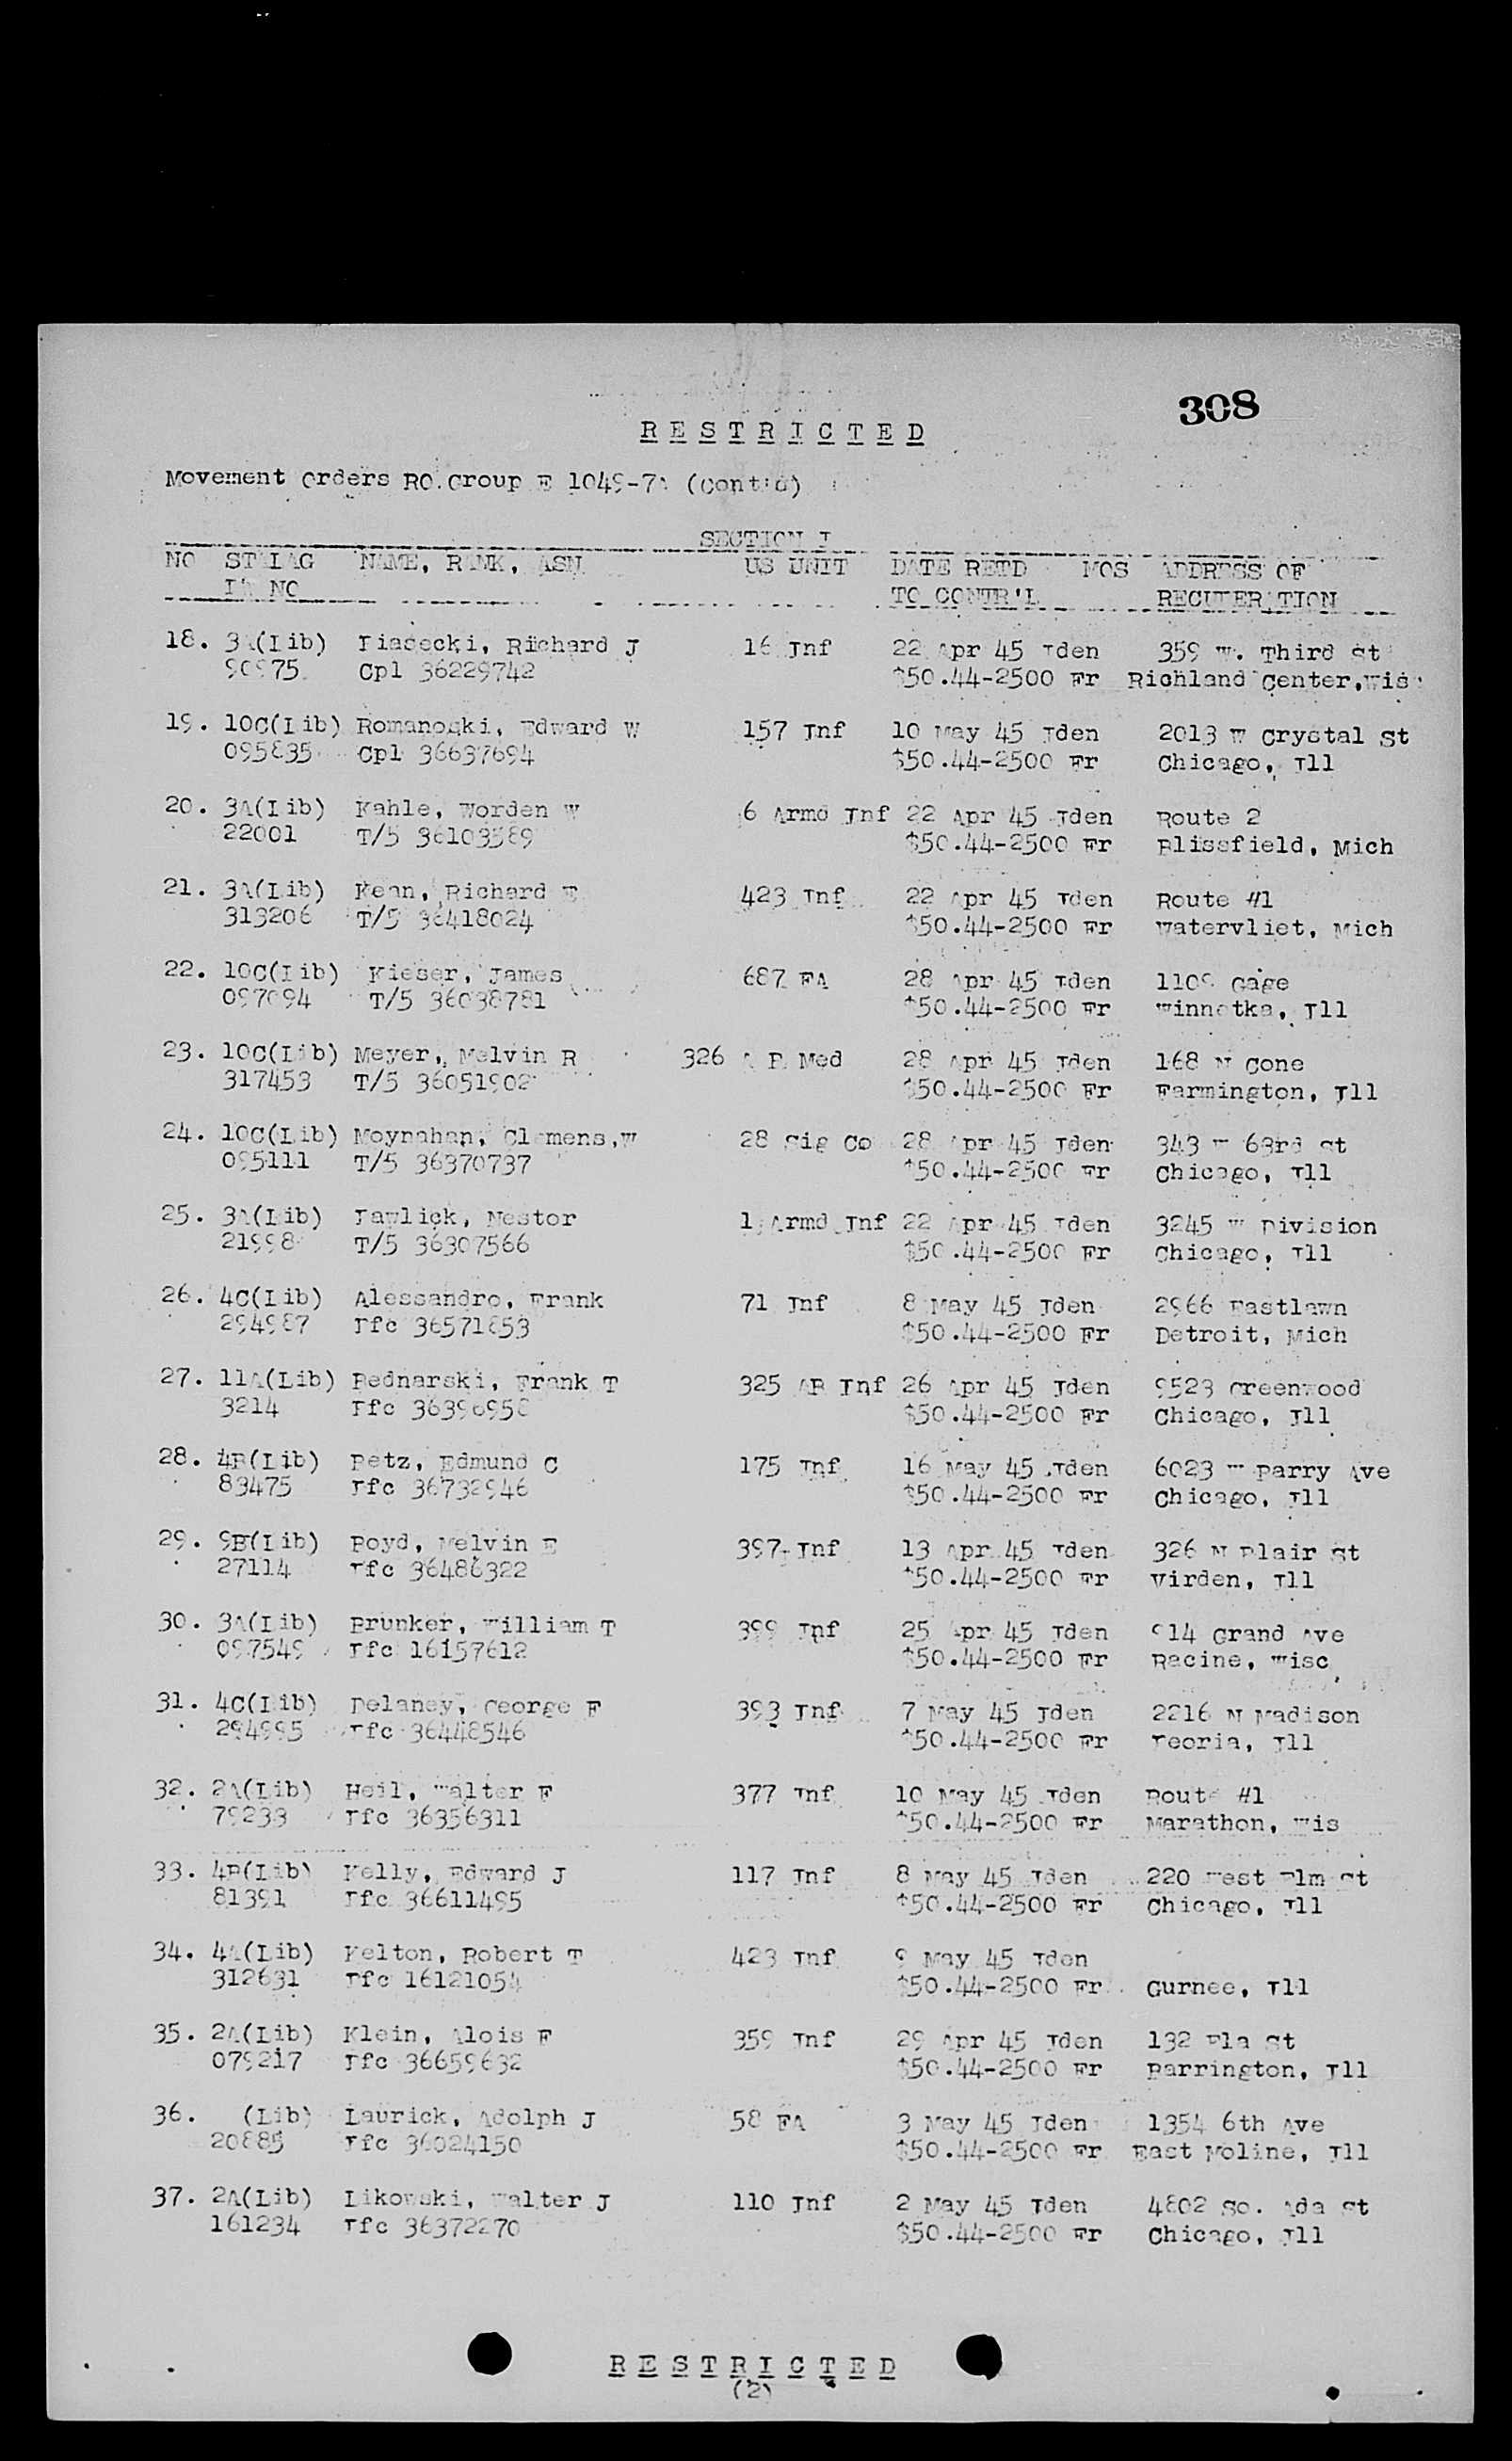 308
RESTRICTED
Movement Orders RO.Group E 1049-7A (Cont'd)
SECTION I
NO STALAG NAME, RANK, ASN US UNIT DATE RETD MOS ADDRESS OF
IW NO TO CONTR'L RECUPERATION
18. 3A(Lib) Piasecki, Richard J 16 Inf 22 Apr 45 Iden 359 W. Third St
90975 Cpl 36229742 $50.44-2500 Fr Richland Center,Wis
19. 10C(Lib) Romanoski, Edward W 157 Inf 10 May 45 Iden 2013 W Crystal St
095835 Cpl 36637694 $50.44-2500 Fr Chicago, Ill
20. 3A(Lib) Kahle, Worden W 6 Armd Inf 22 Apr 45 Iden Route 2
22001 T/5 36103589 $50.44-2500 Fr Blissfield, Mich
21. 3A(Lib) Kean, Richard E 423 Inf 22 Apr 45 Iden Route #1
313206 T/5 36418024 $50.44-2500 Fr Watervliet, Mich
22. 10C(Lib) Kieser, James 687 FA 28 Apr 45 Iden 1109 Gage
097094 T/5 36038781 $50.44-2500 Fr Winnetka, Ill
23. 10C(Lib) Meyer, Melvin R 326 A B Med 28 Apr 45 Iden 168 N Cone
317453 T/5 36051902 $50.44-2500 Fr Farmington, Ill
24. 10C(Lib) Moynahan, Clemens,W 28 Sig Co 28 Apr 45 Iden 343 W 63rd St
095111 T/5 36370737 $50.44-2500 Fr Chicago, Ill
25. 3A(Lib) Pawlick, Nestor 1 Armd Inf 22 Apr 45 Iden 3245 W Division
21998 T/5 36307566 $50.44-2500 Fr Chicago, Ill
26. 4C(Lib) Alessandro, Frank 71 Inf 8 May 45 Iden 2966 Eastlawn
294987 Pfc 36571853 $50.44-2500 Fr Detroit, Mich
27. 11A(Lib) Bednarski, Frank T 325 AB Inf 26 Apr 45 Iden 9523 Greenwood
3214 Pfc 36396958 $50.44-2500 Fr Chicago, Ill
28. 4B(Lib) Betz, Edmund C 175 Inf 16 May 45 Iden 6023 W Barry Ave
83475 Pfc 36732946 $50.44-2500 Fr Chicago, Ill
29. 9B(Lib) Boyd, Melvin E 397 Inf 13 Apr 45 Iden 326 N Blair St
27114 Pfc 36486322 $50.44-2500 Fr Virden, Ill
30. 3A(Lib) Brunker, William T 399 Inf 25 Apr 45 Iden 914 Grand Ave
097549 Pfc 16157612 $50.44-2500 Fr Racine, Wisc
31. 4C(Lib) Delaney, George F 393 Inf 7 May 45 Iden 2216 N Madison
294995 Pfc 36448546 $50.44-2500 Fr Peoria, Ill
32. 2A(Lib) Heil, Walter F 377 Inf 10 May 45 Iden Route #1
79233 Pfc 36356311 $50.44-2500 Fr Marathon, Wis
33. 4B(Lib) Kelly, Edward J 117 Inf 8 May 45 Iden 220 West Elm St
81391 Pfc 36611495 $50.44-2500 Fr Chicago, Ill
34. 4A(Lib) Kelton, Robert T 423 Inf 9 May 45 Iden
312631 Pfc 16121054 $50.44-2500 Fr Gurnee, Ill
35. 2A(Lib) Klein, Alois F 359 Inf 29 Apr 45 Iden 132 Ela St
079217 Pfc 36659632 $50.44-2500 Fr Barrington, Ill
36. (Lib) Laurick, Adolph J 58 FA 3 May 45 Iden 1354 6th Ave
20885 Pfc 36024150 $50.44-2500 Fr East Moline, Ill
37. 2A(Lib) Likowski, Walter J 110 Inf 2 May 45 Iden 4802 So. Ada St
161234 Pfc 36372270 $50.44-2500 Fr Chicago, Ill
RESTRICTED
(2)